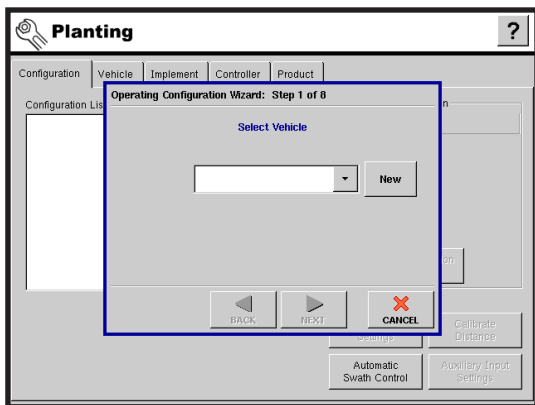 Planting
?
Configuration Vehicle Implement Controller Product
Operating Configuration Wizard: Step 1 of 8
Configuration Lis
n
Select Vehicle
New
on
BACK NEXT CANCEL
Settings
Calibrate
Distance
Automatic
Swath Control
Auxiliary Input
Settings